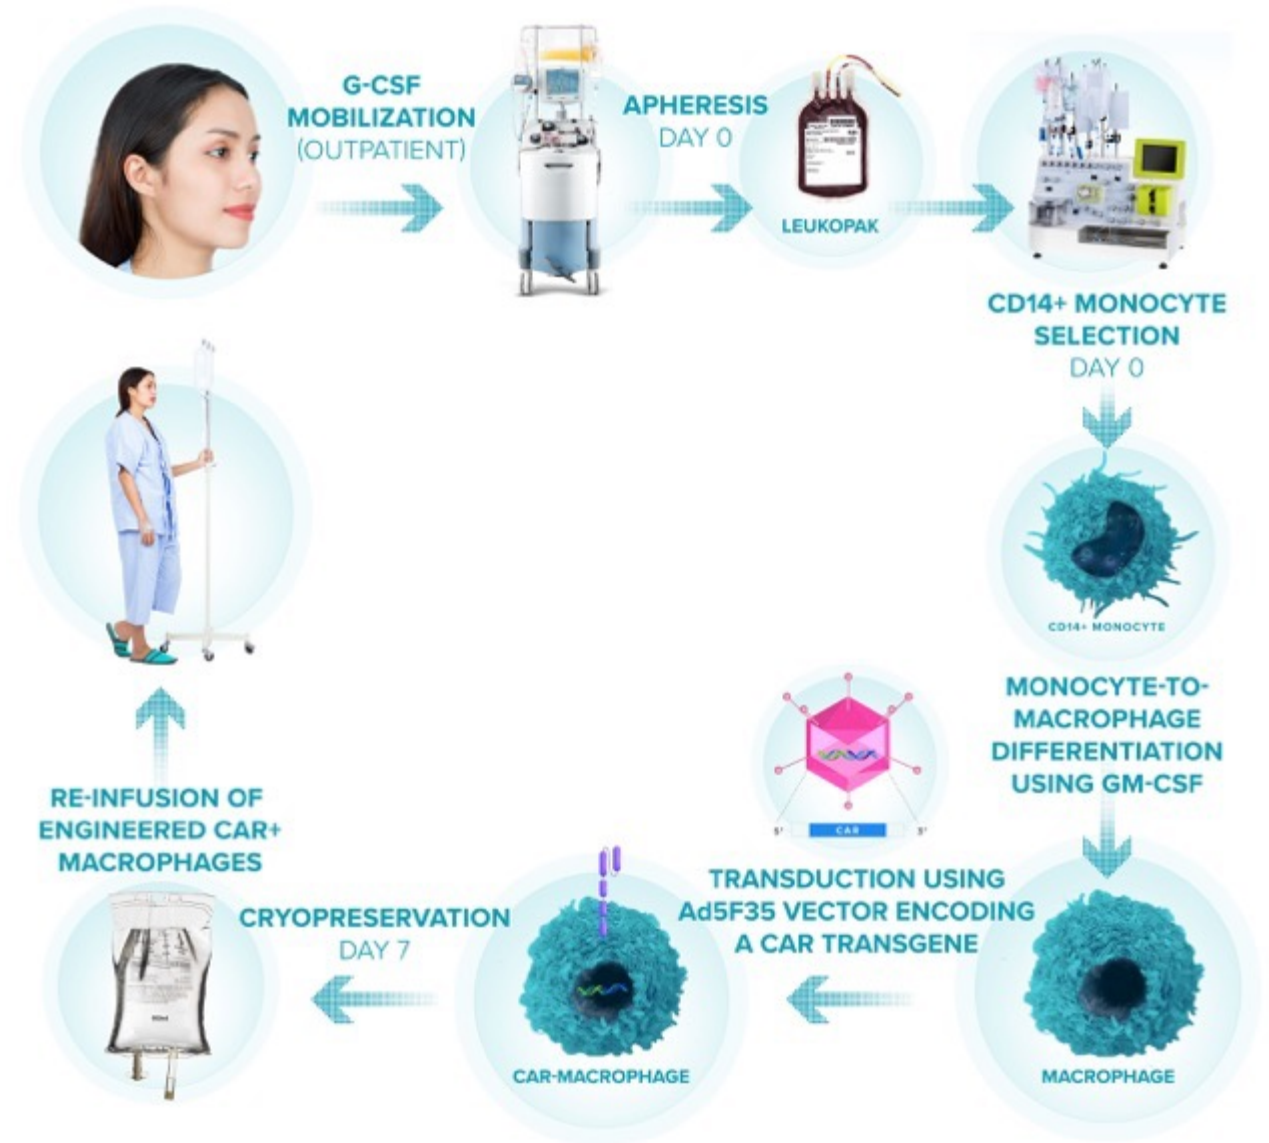 G-CSF
MOBILIZATION
(OUTPATIENT)
APHERESIS
DAY 0
LEUKOPAK
CD14+ MONOCYTE
SELECTION
DAY 0
CD14+ MONOCYTE
MONOCYTE-TO-
MACROPHAGE
DIFFERENTIATION
USING GM-CSF
MACROPHAGE
5' CAR 3'
TRANSDUCTION USING
Ad5F35 VECTOR ENCODING
A CAR TRANSGENE
CAR-MACROPHAGE
CRYOPRESERVATION
DAY 7
RE-INFUSION OF
ENGINEERED CAR+
MACROPHAGES